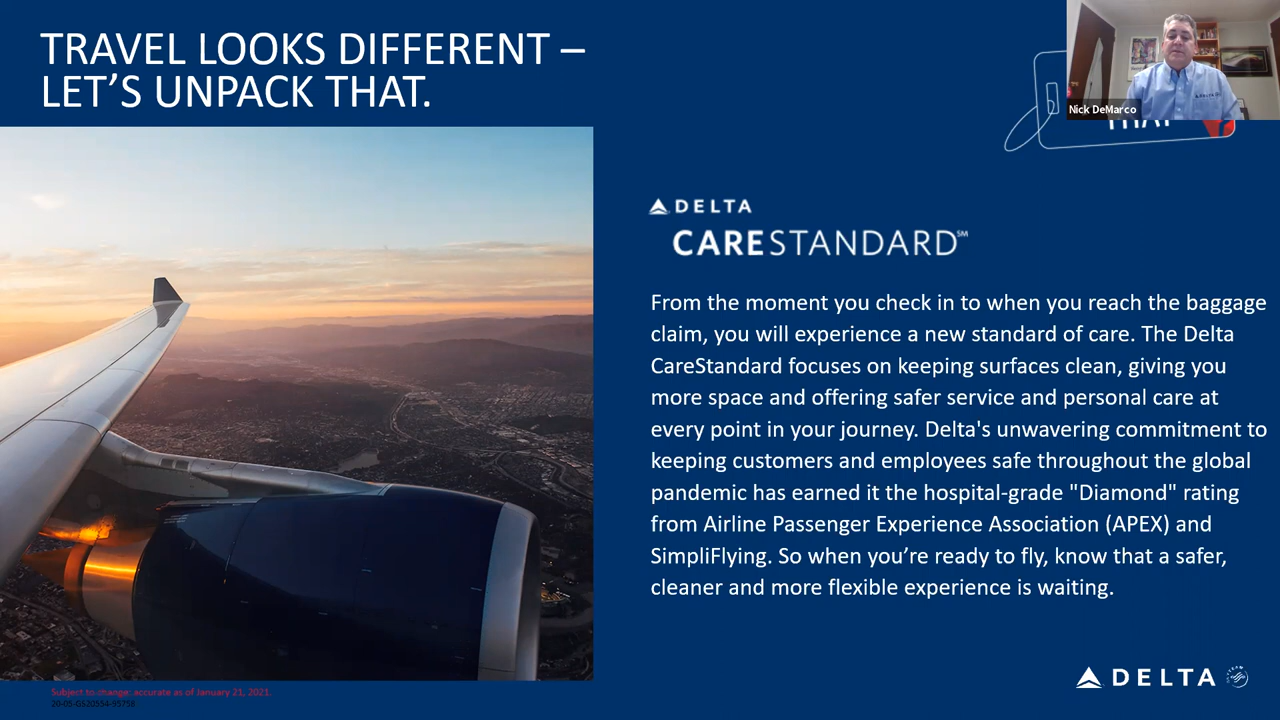 TRAVEL LOOKS DIFFERENT –
LET’S UNPACK THAT.
Nick DeMarco
DELTA
CARESTANDARD℠
From the moment you check in to when you reach the baggage
claim, you will experience a new standard of care. The Delta
CareStandard focuses on keeping surfaces clean, giving you
more space and offering safer service and personal care at
every point in your journey. Delta's unwavering commitment to
keeping customers and employees safe throughout the global
pandemic has earned it the hospital-grade "Diamond" rating
from Airline Passenger Experience Association (APEX) and
SimpliFlying. So when you’re ready to fly, know that a safer,
cleaner and more flexible experience is waiting.
DELTA
Subject to change: accurate as of January 21, 2021.